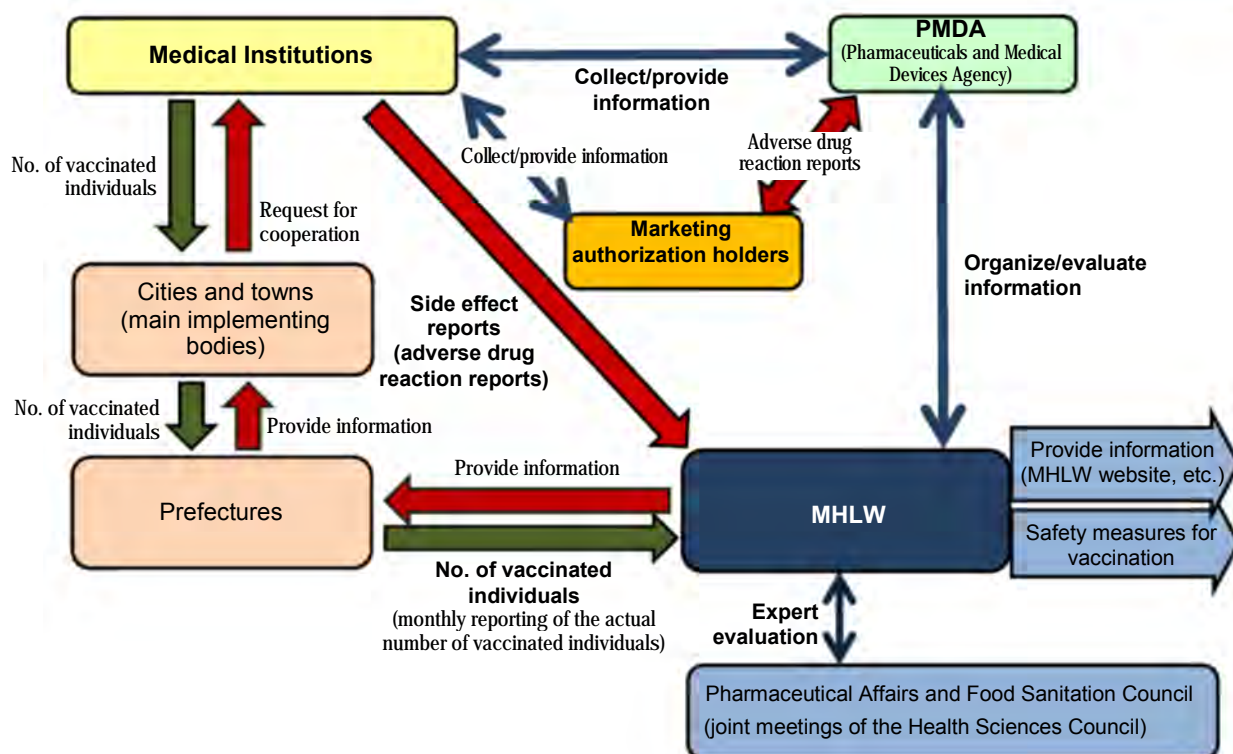 Medical Institutions
PMDA
(Pharmaceuticals and Medical
Devices Agency)
Collect/provide
information
No. of vaccinated
individuals
Request for
cooperation
Collect/provide information
Adverse drug
reaction reports
Marketing
authorization holders
Organize/evaluate
information
Cities and towns
(main implementing
bodies)
Side effect
reports
(adverse drug
reaction reports)
No. of vaccinated
individuals
Provide information
Prefectures
Provide information
MHLW
Provide information
(MHLW website, etc.)
Safety measures for
vaccination
No. of vaccinated
individuals
(monthly reporting of the actual
number of vaccinated individuals)
Expert
evaluation
Pharmaceutical Affairs and Food Sanitation Council
(joint meetings of the Health Sciences Council)